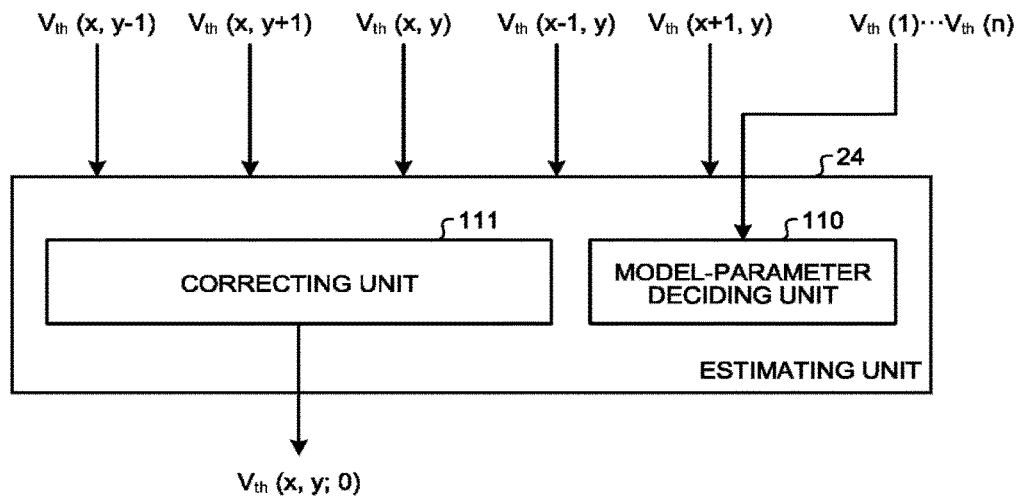 Vth (x, y-1) Vth (x, y+1) Vth (x, y) Vth (x-1, y) Vth (x+1, y) Vth (1)···Vth (n)
24
111 110
CORRECTING UNIT
MODEL-PARAMETER
DECIDING UNIT
ESTIMATING UNIT
Vth (x, y; 0)